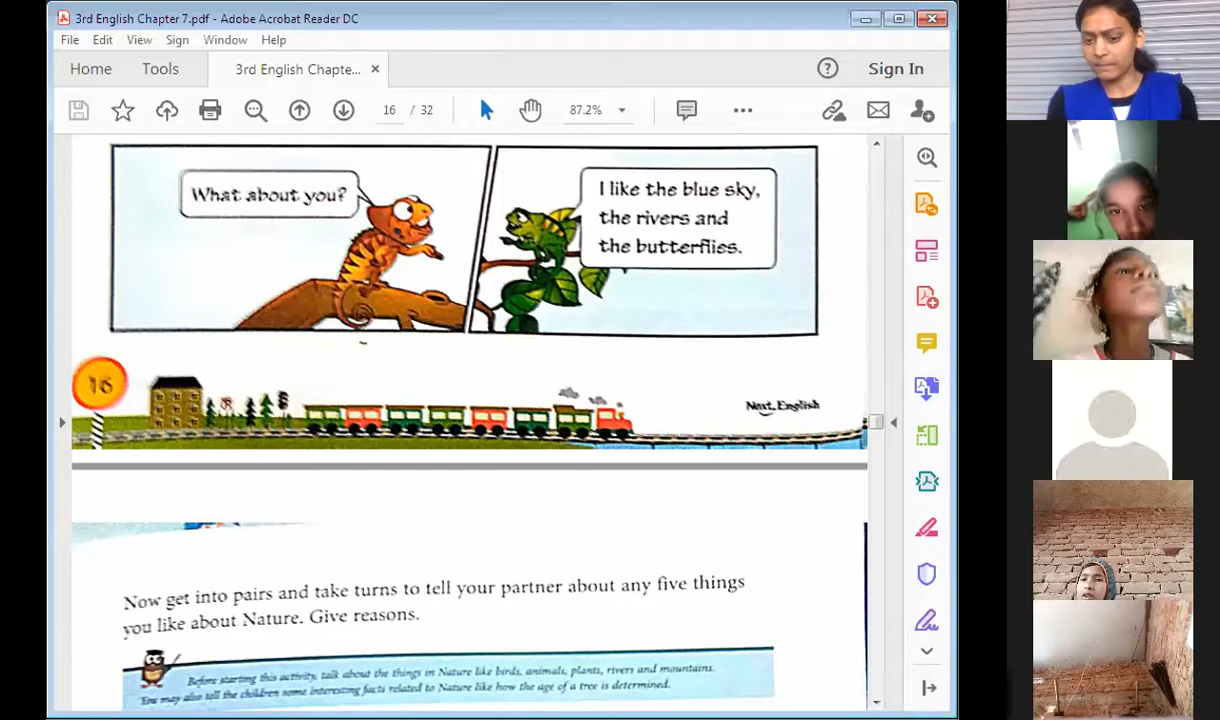 3rd English Chapter 7.pdf - Adobe Acrobat Reader DC
File Edit View Sign Window Help
Home Tools 3rd English Chapte... ×
? Sign In
16 / 32 87.2%
What about you?
I like the blue sky,
the rivers and
the butterflies.
16
Next English
Now get into pairs and take turns to tell your partner about any five things
you like about Nature. Give reasons.
Before starting this activity, talk about the things in Nature like birds, animals, plants, rivers and mountains.
You may also tell the children some interesting facts related to Nature like how the age of a tree is determined.